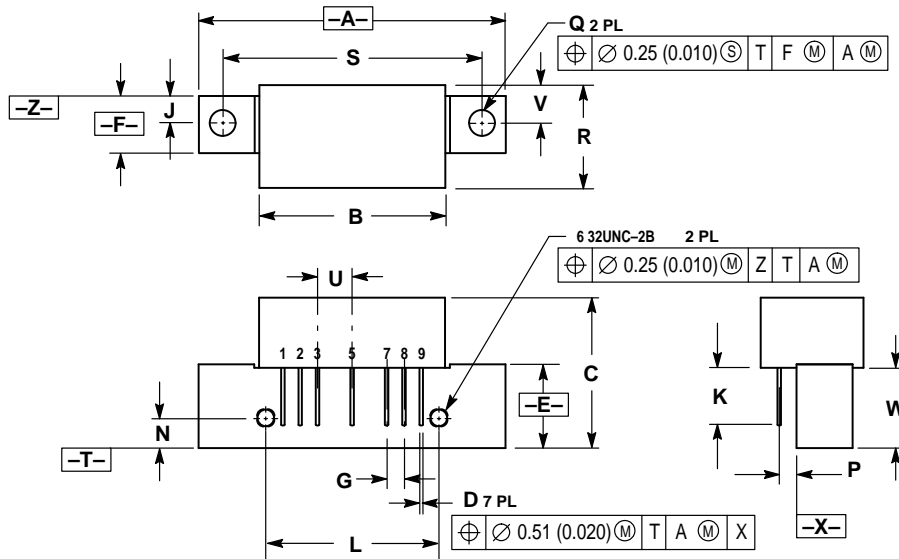 –A–
Q 2 PL
⌖ ∅ 0.25 (0.010) Ⓢ T F Ⓜ A Ⓜ
S
–Z–
J
–F–
V
R
B
6 32UNC–2B 2 PL
⌖ ∅ 0.25 (0.010) Ⓜ Z T A Ⓜ
U
1 2 3 5 7 8 9
C
K
–E–
W
N
–T–
G
P
D 7 PL
–X–
L
⌖ ∅ 0.51 (0.020) Ⓜ T A Ⓜ X